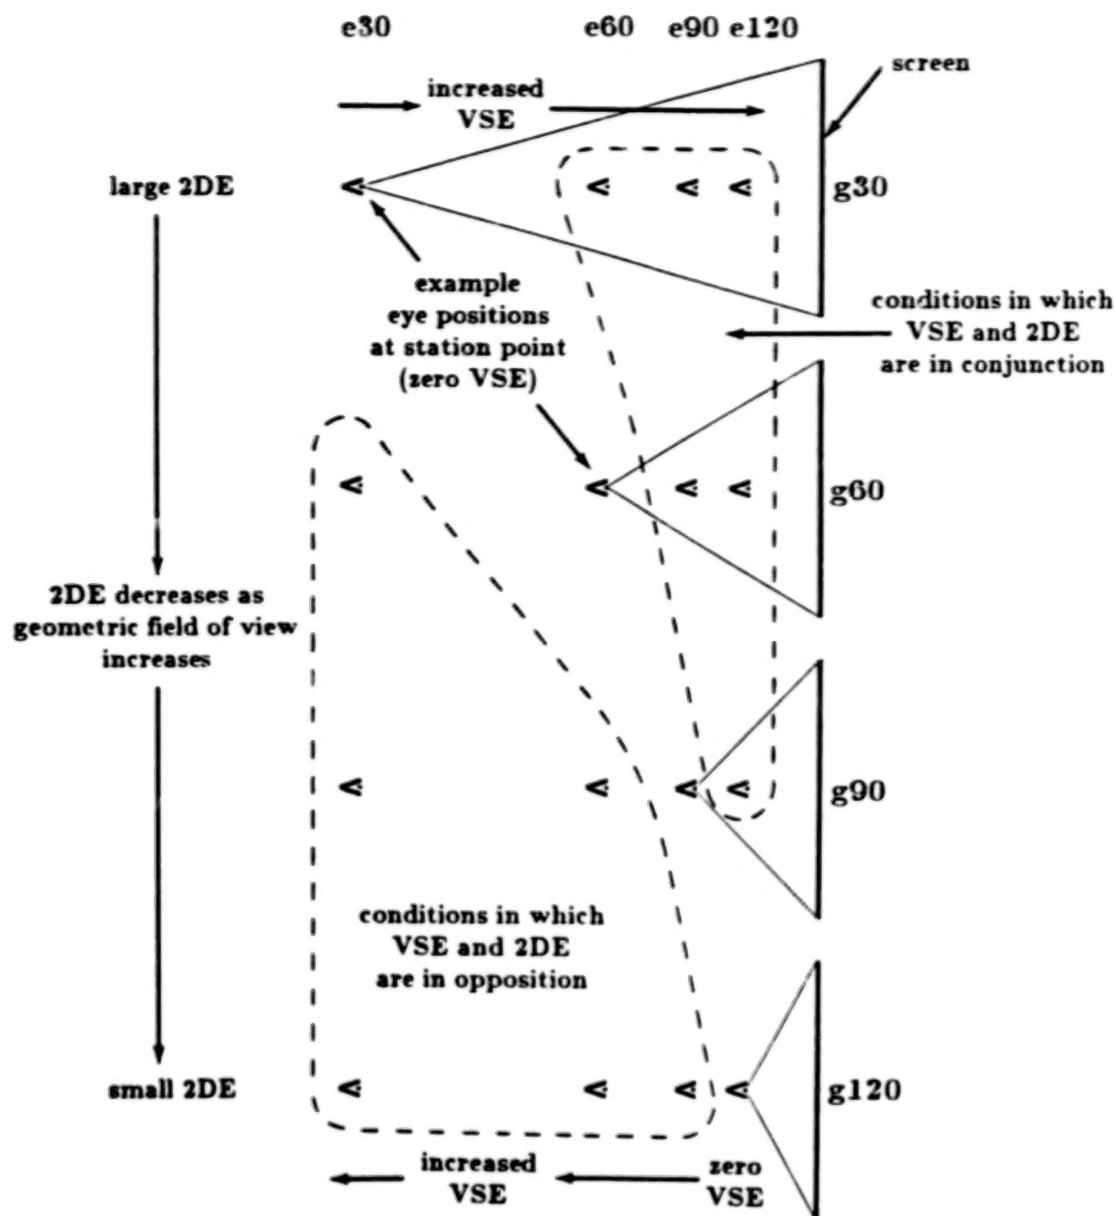 e30 e60 e90 e120
screen
increased
VSE
large 2DE
g30
example
eye positions
at station point
(zero VSE)
conditions in which
VSE and 2DE
are in conjunction
g60
2DE decreases as
geometric field of view
increases
g90
conditions in which
VSE and 2DE
are in opposition
small 2DE
g120
increased
VSE
zero
VSE